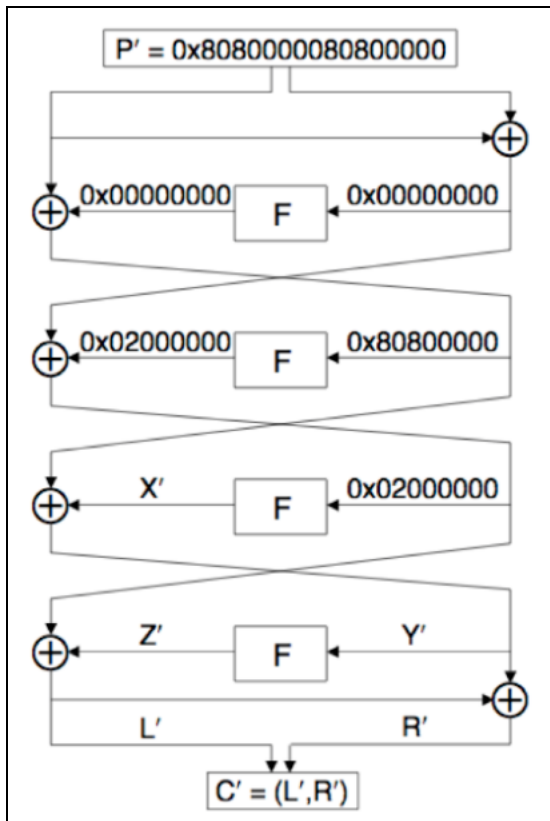 P′ = 0x8080000080800000
0x00000000 F 0x00000000
0x02000000 F 0x80800000
X′ F 0x02000000
Z′ F Y′
L′ R′
C′ = (L′,R′)